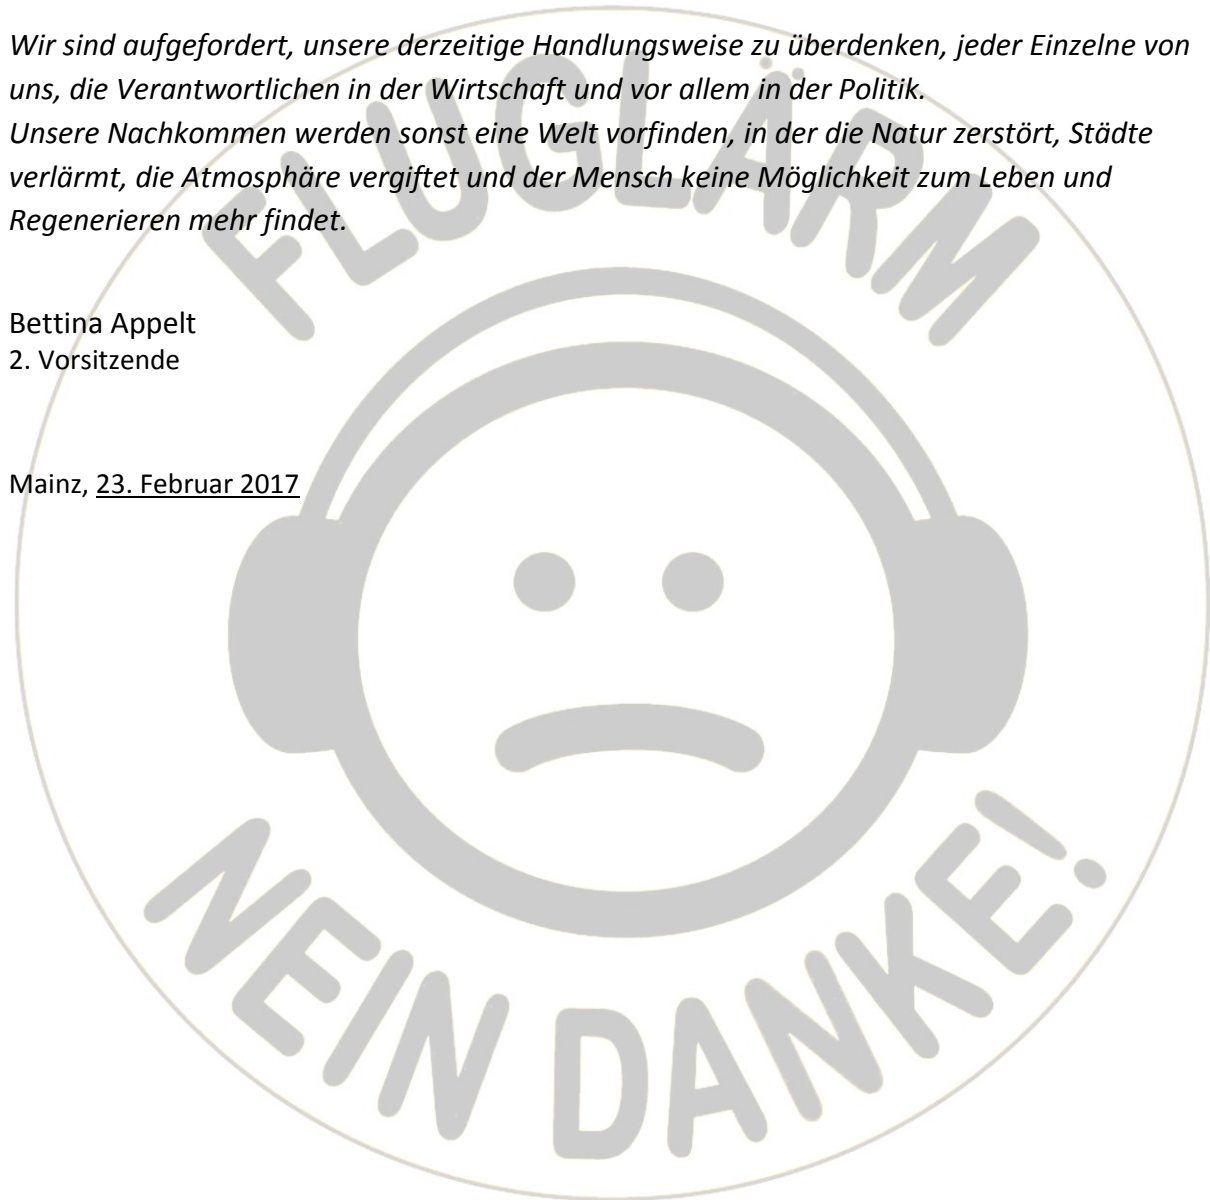 Wir sind aufgefordert, unsere derzeitige Handlungsweise zu überdenken, jeder Einzelne von
uns, die Verantwortlichen in der Wirtschaft und vor allem in der Politik.
Unsere Nachkommen werden sonst eine Welt vorfinden, in der die Natur zerstört, Städte
verlärmt, die Atmosphäre vergiftet und der Mensch keine Möglichkeit zum Leben und
Regenerieren mehr findet.
Bettina Appelt
2. Vorsitzende
Mainz, 23. Februar 2017
FLUGLÄRM
NEIN DANKE!